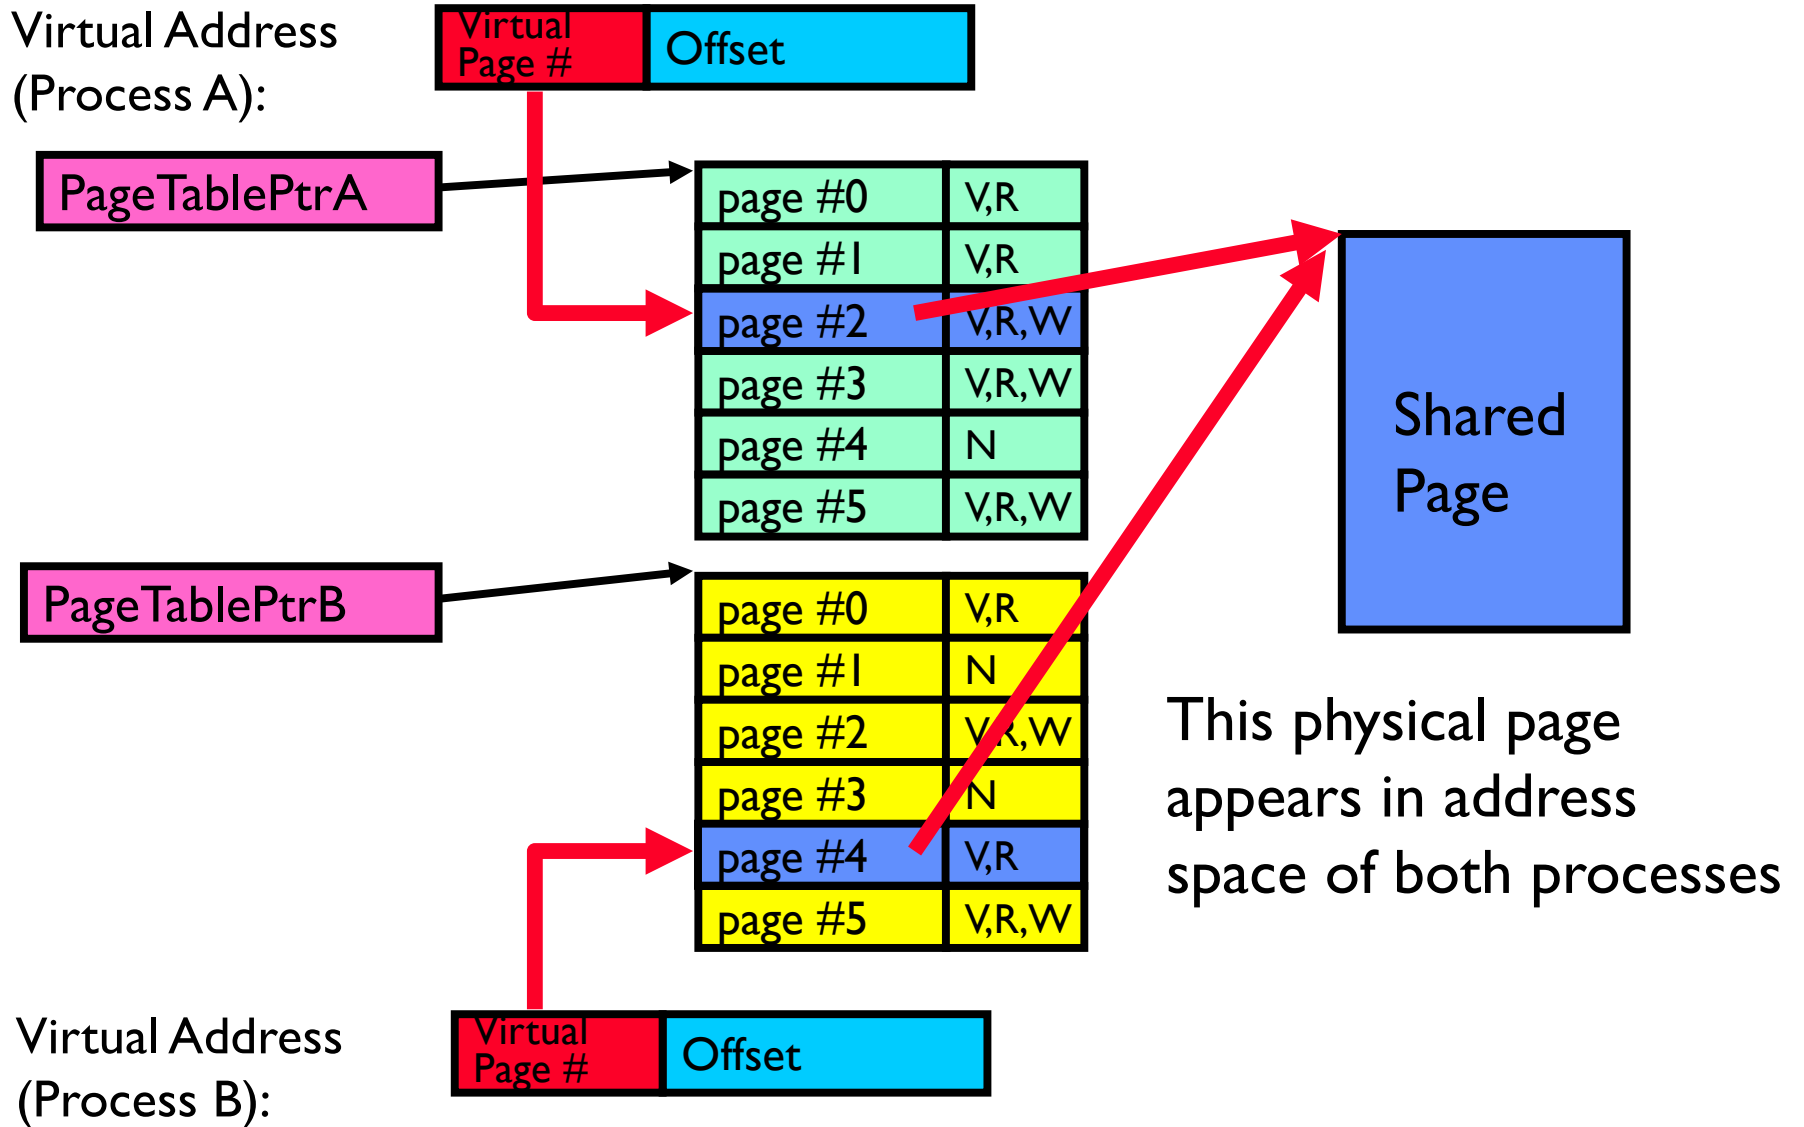 Virtual Address
(Process A):
Virtual
Page #
Offset
PageTablePtrA
page #0 V,R
page #1 V,R
page #2 V,R,W
page #3 V,R,W
page #4 N
page #5 V,R,W
Shared
Page
PageTablePtrB
page #0 V,R
page #1 N
page #2 V,R,W
page #3 N
page #4 V,R
page #5 V,R,W
This physical page
appears in address
space of both processes
Virtual Address
(Process B):
Virtual
Page #
Offset